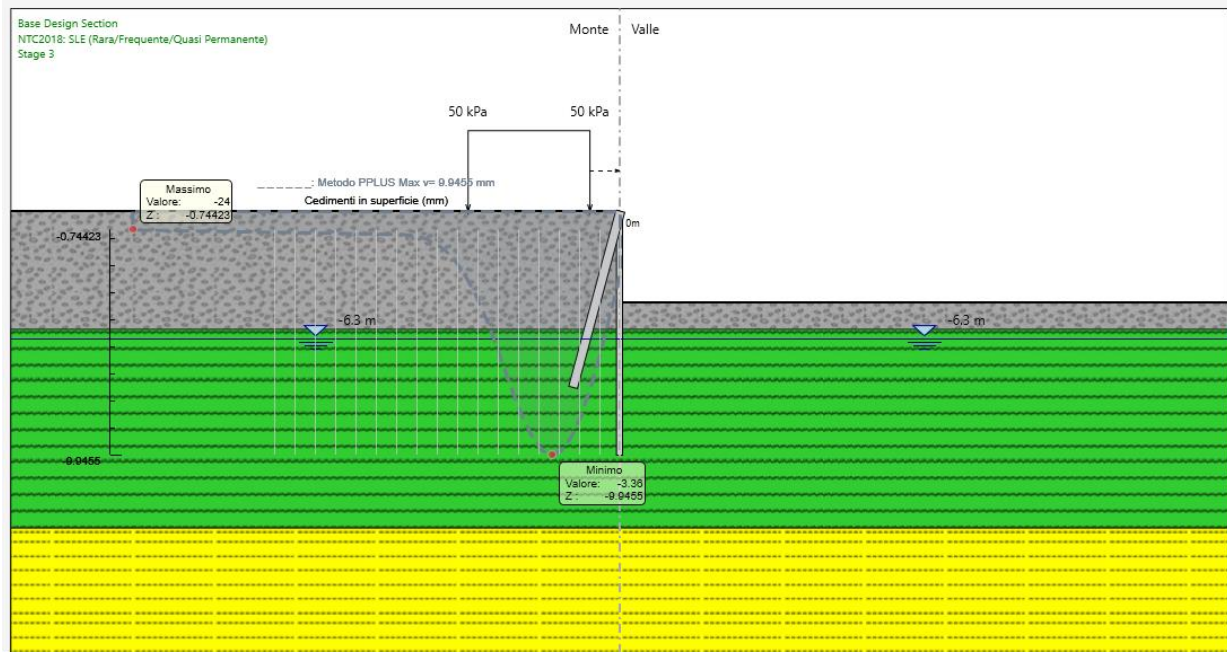 Base Design Section
NTC2018: SLE (Rara/Frequente/Quasi Permanente)
Stage 3
Monte Valle
50 kPa 50 kPa
Massimo
Valore: -24
Z : -0.74423
_ _ _ _ _ _: Metodo PPLUS Max v= 9.9455 mm
Cedimenti in superficie (mm)
0m
-0.74423
-6.3 m -6.3 m
-9.9455
Minimo
Valore: -3.36
Z : -9.9455